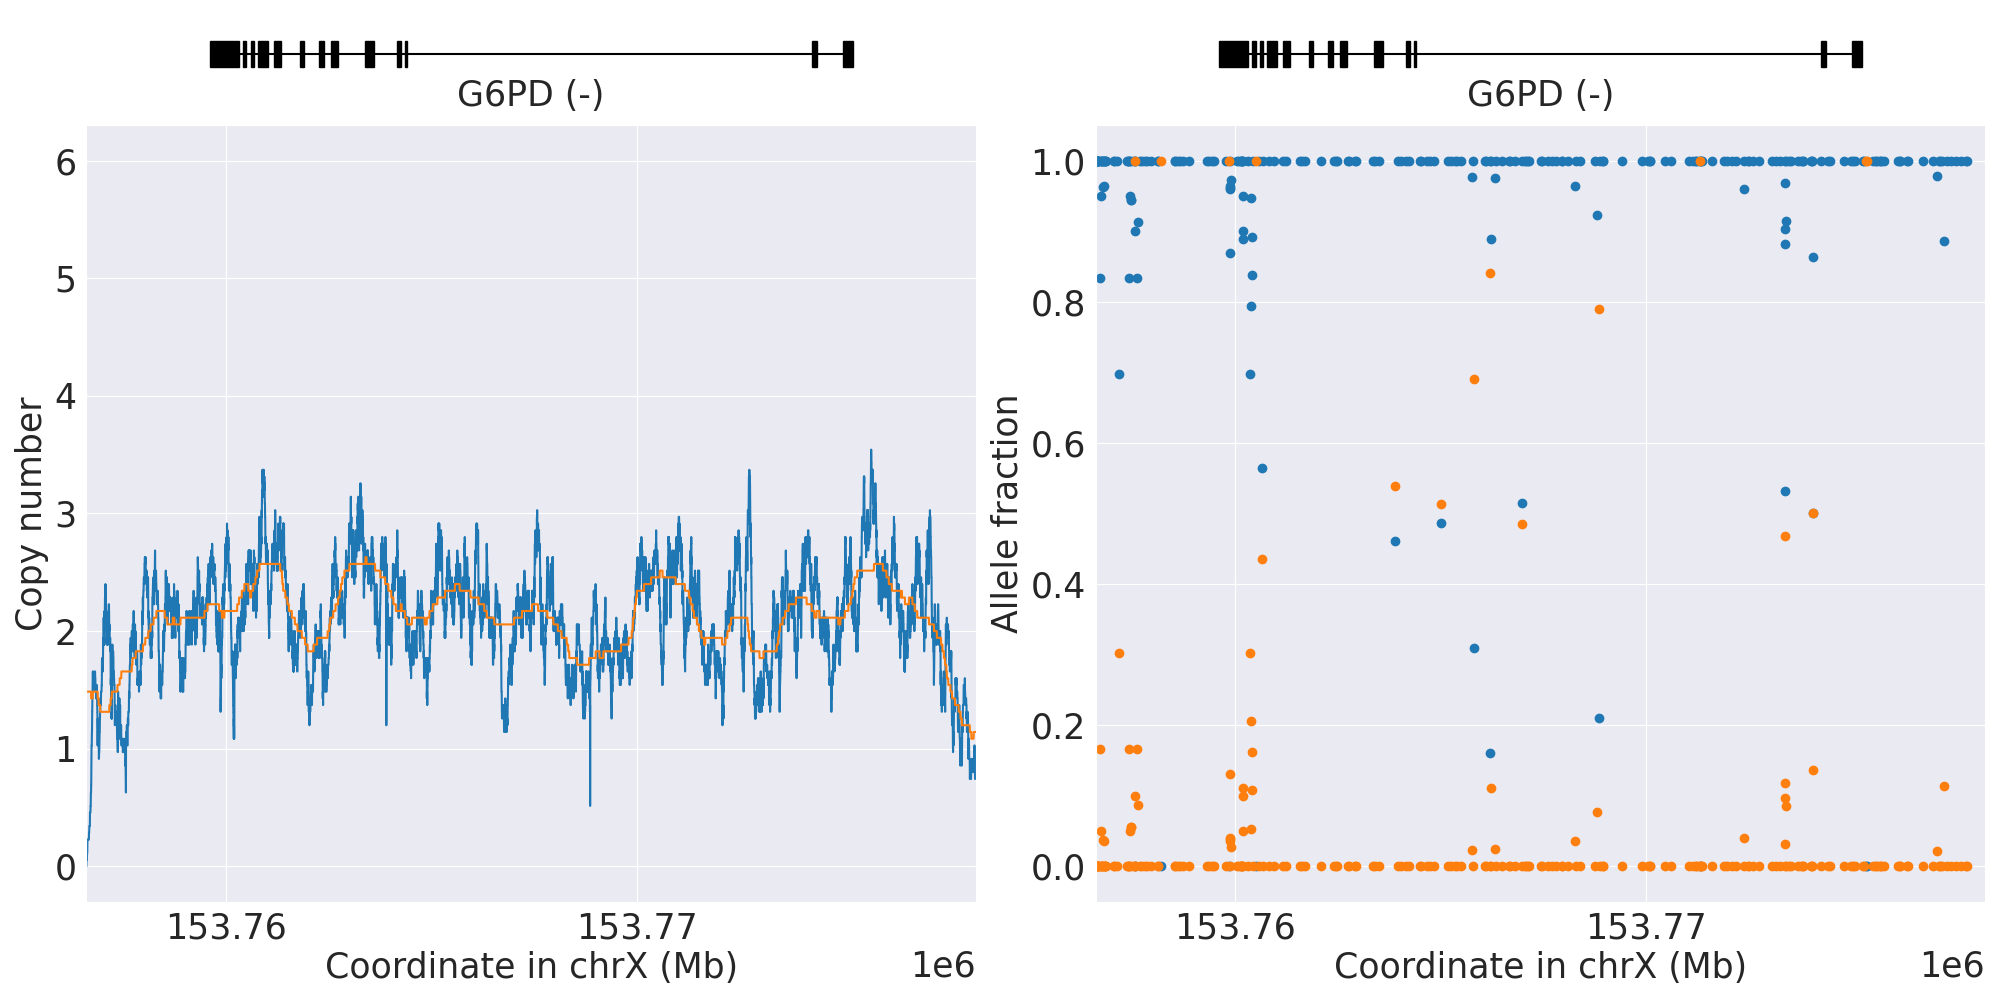 G6PD (-)
6
5
4
3
2
1
0
Copy number
153.76
153.77
Coordinate in chrX (Mb)
1e6
G6PD (-)
1.0
0.8
0.6
0.4
0.2
0.0
Allele fraction
153.76
153.77
Coordinate in chrX (Mb)
1e6